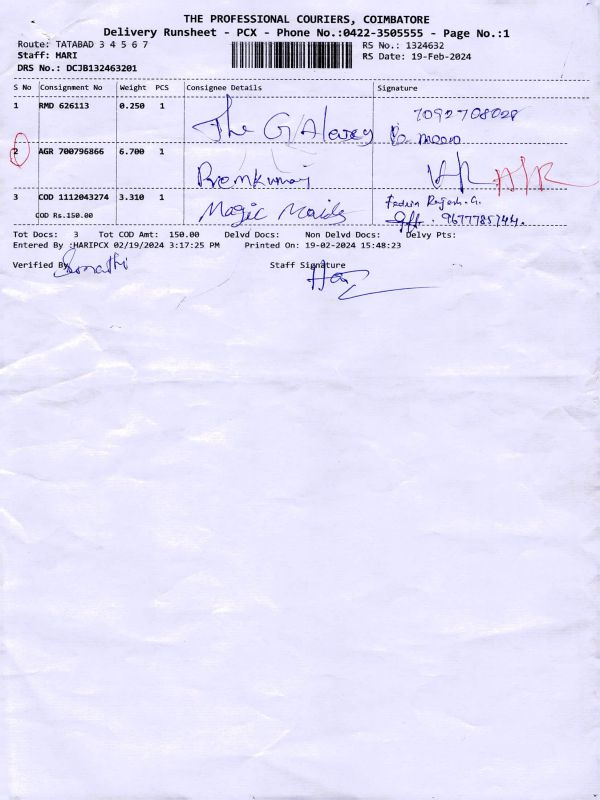 THE PROFESSIONAL COURIERS, COIMBATORE
Delivery Runsheet - PCX - Phone No.:0422-3505555 - Page No.:1
Route: TATABAD 3 4 5 6 7
RS No.: 1324632
Staff: HARI
RS Date: 19-Feb-2024
DRS No.: DCJB132463201
S No Consignment No Weight PCS Consignee Details Signature
1 RMD 626113 0.250 1 The 7092708028
2 AGR 700796866 6.700 1
3 COD 1112043274 3.310 1 Magic Maids
COD Rs.150.00 9677785744.
Tot Docs: 3 Tot COD Amt: 150.00 Delvd Docs: Non Delvd Docs: Delvy Pts:
Entered By :HARIPCX 02/19/2024 3:17:25 PM Printed On: 19-02-2024 15:48:23
Verified By Staff Signature